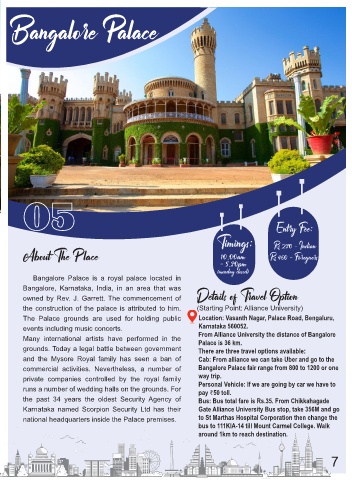 Bangalore Palace
05
About The Place
Bangalore Palace is a royal palace located in
Bangalore, Karnataka, India, in an area that was
owned by Rev. J. Garrett. The commencement of
the construction of the palace is attributed to him.
The Palace grounds are used for holding public
events including music concerts.
Many international artists have performed in the
grounds. Today a legal battle between government
and the Mysore Royal family has seen a ban of
commercial activities. Nevertheless, a number of
private companies controlled by the royal family
runs a number of wedding halls on the grounds. For
the past 34 years the oldest Security Agency of
Karnataka named Scorpion Security Ltd has their
national headquarters inside the Palace premises.
Timings:
10.00am
- 5.30pm
Entry Fee:
Details of Travel Option
(Starting Point: Alliance University)
Location: Vasanth Nagar, Palace Road, Bengaluru,
Karnataka 560052.
From Alliance University the distance of Bangalore
Palace is 36 km.
There are three travel options available:
Cab: From alliance we can take Uber and go to the
Bangalore Palace fair range from 800 to 1200 or one
way trip.
Personal Vehicle: If we are going by car we have to
pay ₹50 toll.
Bus: Bus total fare is Rs.35. From Chikkahagade
Gate Alliance University Bus stop, take 356M and go
to St Marthas Hospital Corporation then change the
bus to 111K/A-14 till Mount Carmel College. Walk
around 1km to reach destination.
7